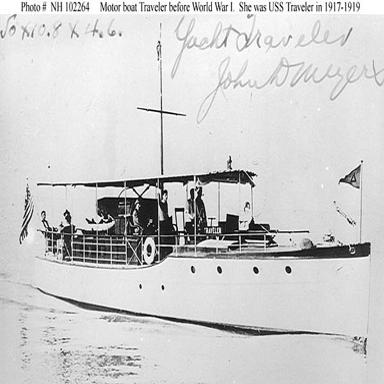 Photo # NH 102264 Motor boat Traveler before World War I. She was USS Traveler in 1917-1919
50 x 10.8 x 4.6.
Yacht Traveler
John D
TRAVELER